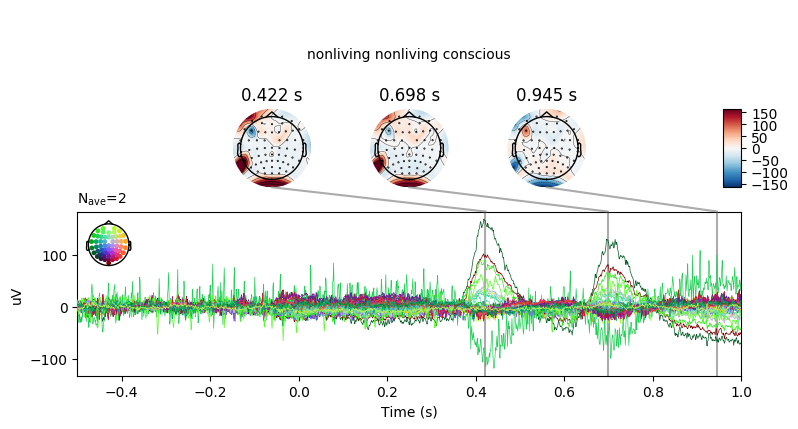 nonliving nonliving conscious
0.422 s 0.698 s 0.945 s
150
100
50
0
−50
−100
−150
Nave=2
100
0
−100
uV
−0.4 −0.2 0.0 0.2 0.4 0.6 0.8 1.0
Time (s)